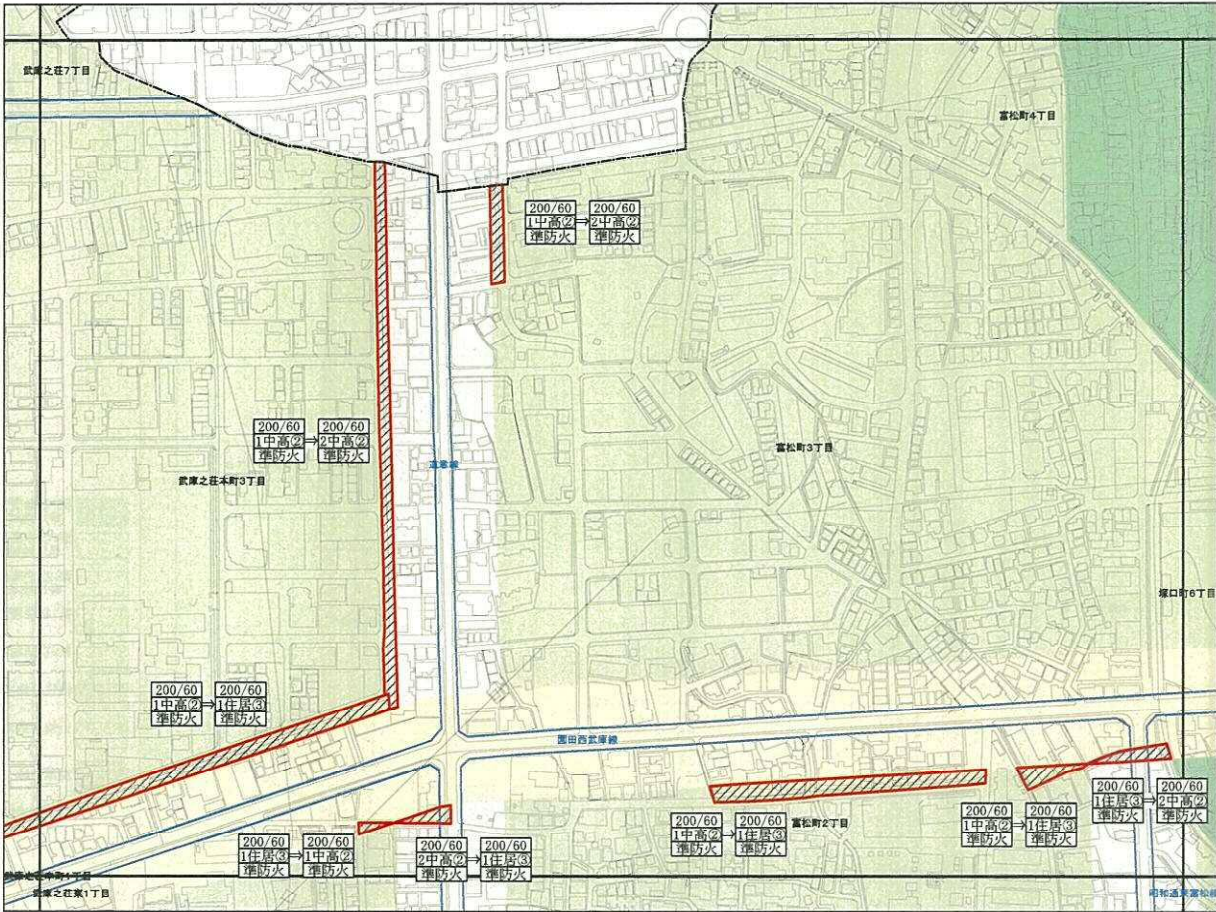 武庫之荘7丁目
富松町4丁目
200/60 200/60
1中高②⇒2中高②
準防火 準防火
200/60 200/60
1中高②⇒2中高②
準防火 準防火
道意線
富松町3丁目
武庫之荘本町3丁目
塚口町6丁目
200/60 200/60
1中高②⇒1住居③
準防火 準防火
園田西武庫線
200/60 200/60
1住居③⇒2中高②
準防火 準防火
200/60 200/60
1中高②⇒1住居③
準防火 準防火
富松町2丁目
200/60 200/60
1中高②⇒1住居③
準防火 準防火
200/60 200/60
1住居③⇒1中高②
準防火 準防火
200/60 200/60
2中高②⇒1住居③
準防火 準防火
武庫之荘東1丁目